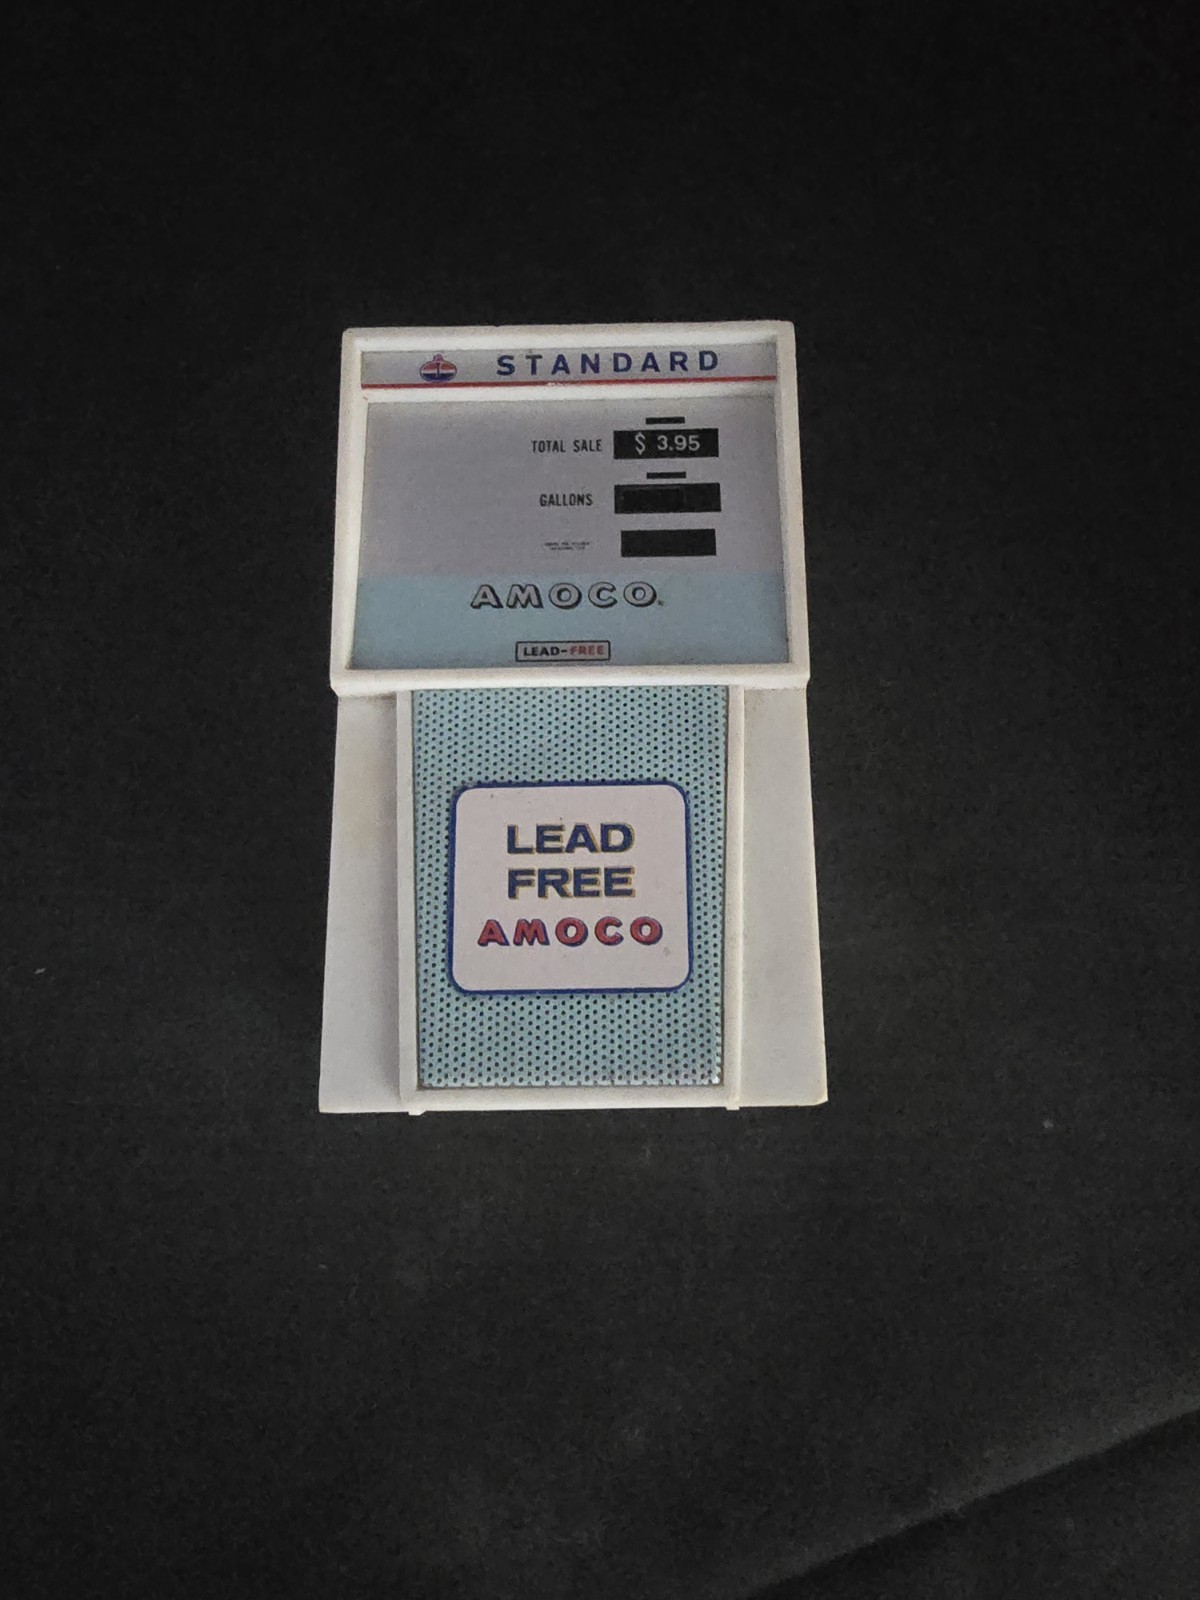 STANDARD
TOTAL SALE $ 3.95
GALLONS
AMOCO
LEAD-FREE
LEAD
FREE
AMOCO